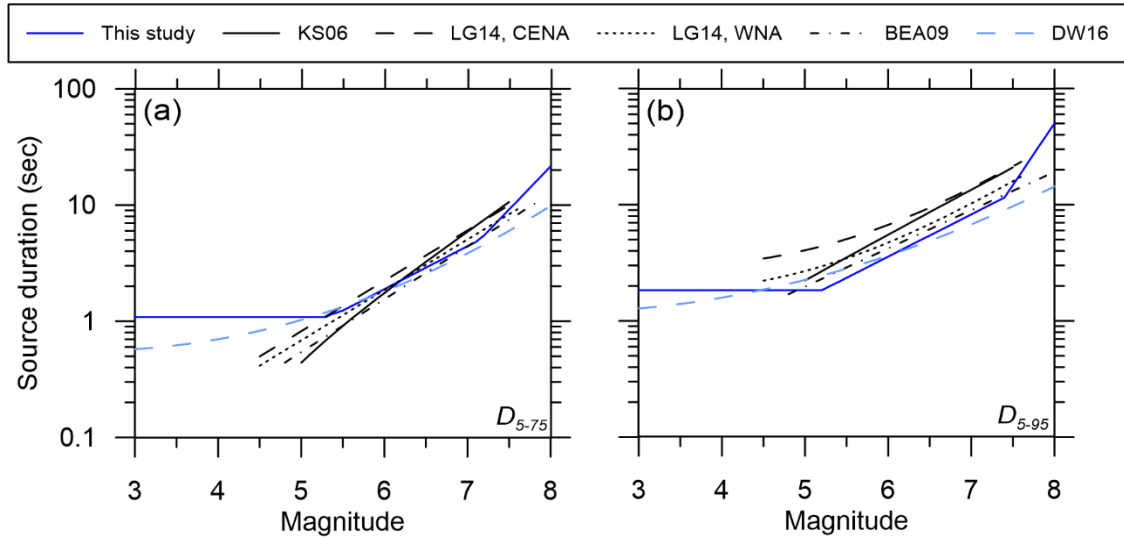 This study KS06 LG14, CENA LG14, WNA BEA09 DW16
(a) (b)
100
10
1
0.1
Source duration (sec)
D5-75 D5-95
3 4 5 6 7 8 3 4 5 6 7 8
Magnitude Magnitude